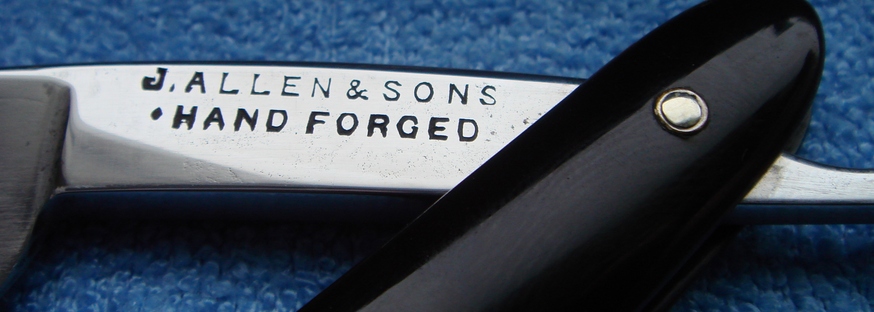 J. ALLEN & SONS
• HAND FORGED